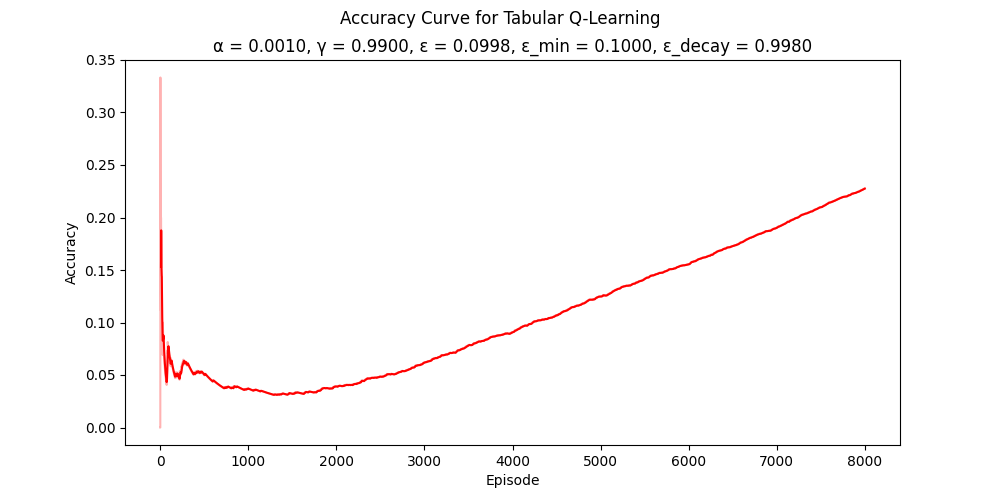 Accuracy Curve for Tabular Q-Learning
α = 0.0010, γ = 0.9900, ε = 0.0998, ε_min = 0.1000, ε_decay = 0.9980
0.35
0.30
0.25
0.20
0.15
0.10
0.05
0.00
Accuracy
0 1000 2000 3000 4000 5000 6000 7000 8000
Episode